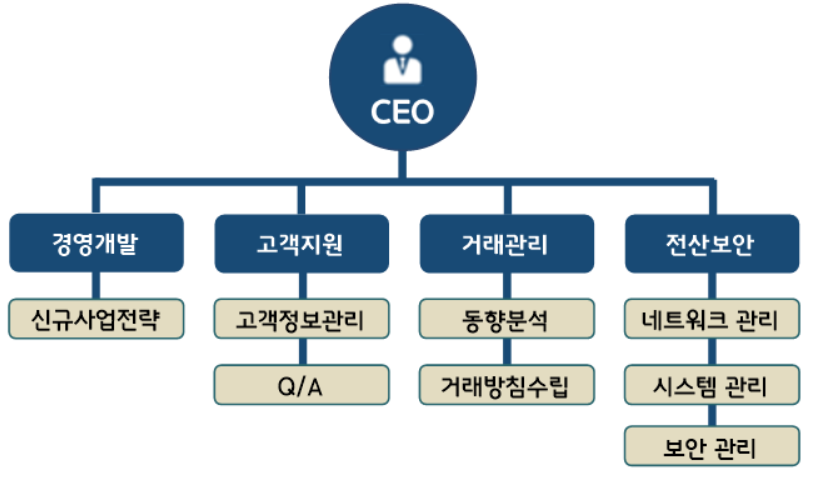 CEO
경영개발
고객지원
거래관리
전산보안
신규사업전략
고객정보관리
동향분석
네트워크 관리
Q/A
거래방침수립
시스템 관리
보안 관리